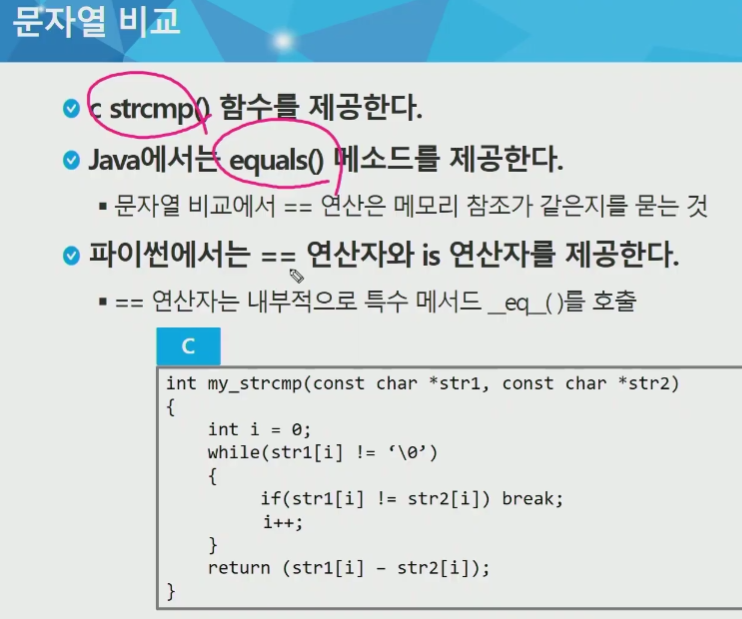 문자열 비교
c strcmp() 함수를 제공한다.
Java에서는 equals() 메소드를 제공한다.
▪ 문자열 비교에서 == 연산은 메모리 참조가 같은지를 묻는 것
파이썬에서는 == 연산자와 is 연산자를 제공한다.
▪ == 연산자는 내부적으로 특수 메서드 __eq__( )를 호출
C
int my_strcmp(const char *str1, const char *str2)
{
    int i = 0;
    while(str1[i] != ‘\0’)
    {
         if(str1[i] != str2[i]) break;
         i++;
    }
    return (str1[i] – str2[i]);
}